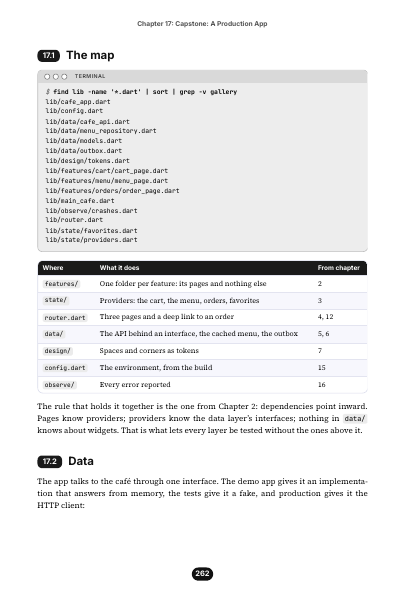 Chapter 17: Capstone: A Production App
17.1 The map
TERMINAL
$ find lib -name '*.dart' | sort | grep -v gallery
lib/cafe_app.dart
lib/config.dart
lib/data/cafe_api.dart
lib/data/menu_repository.dart
lib/data/models.dart
lib/data/outbox.dart
lib/design/tokens.dart
lib/features/cart/cart_page.dart
lib/features/menu/menu_page.dart
lib/features/orders/order_page.dart
lib/main_cafe.dart
lib/observe/crashes.dart
lib/router.dart
lib/state/favorites.dart
lib/state/providers.dart
Where What it does From chapter
features/ One folder per feature: its pages and nothing else 2
state/ Providers: the cart, the menu, orders, favorites 3
router.dart Three pages and a deep link to an order 4, 12
data/ The API behind an interface, the cached menu, the outbox 5, 6
design/ Spaces and corners as tokens 7
config.dart The environment, from the build 15
observe/ Every error reported 16
The rule that holds it together is the one from Chapter 2: dependencies point inward.
Pages know providers; providers know the data layer's interfaces; nothing in data/
knows about widgets. That is what lets every layer be tested without the ones above it.
17.2 Data
The app talks to the café through one interface. The demo app gives it an implementa-
tion that answers from memory, the tests give it a fake, and production gives it the
HTTP client:
262